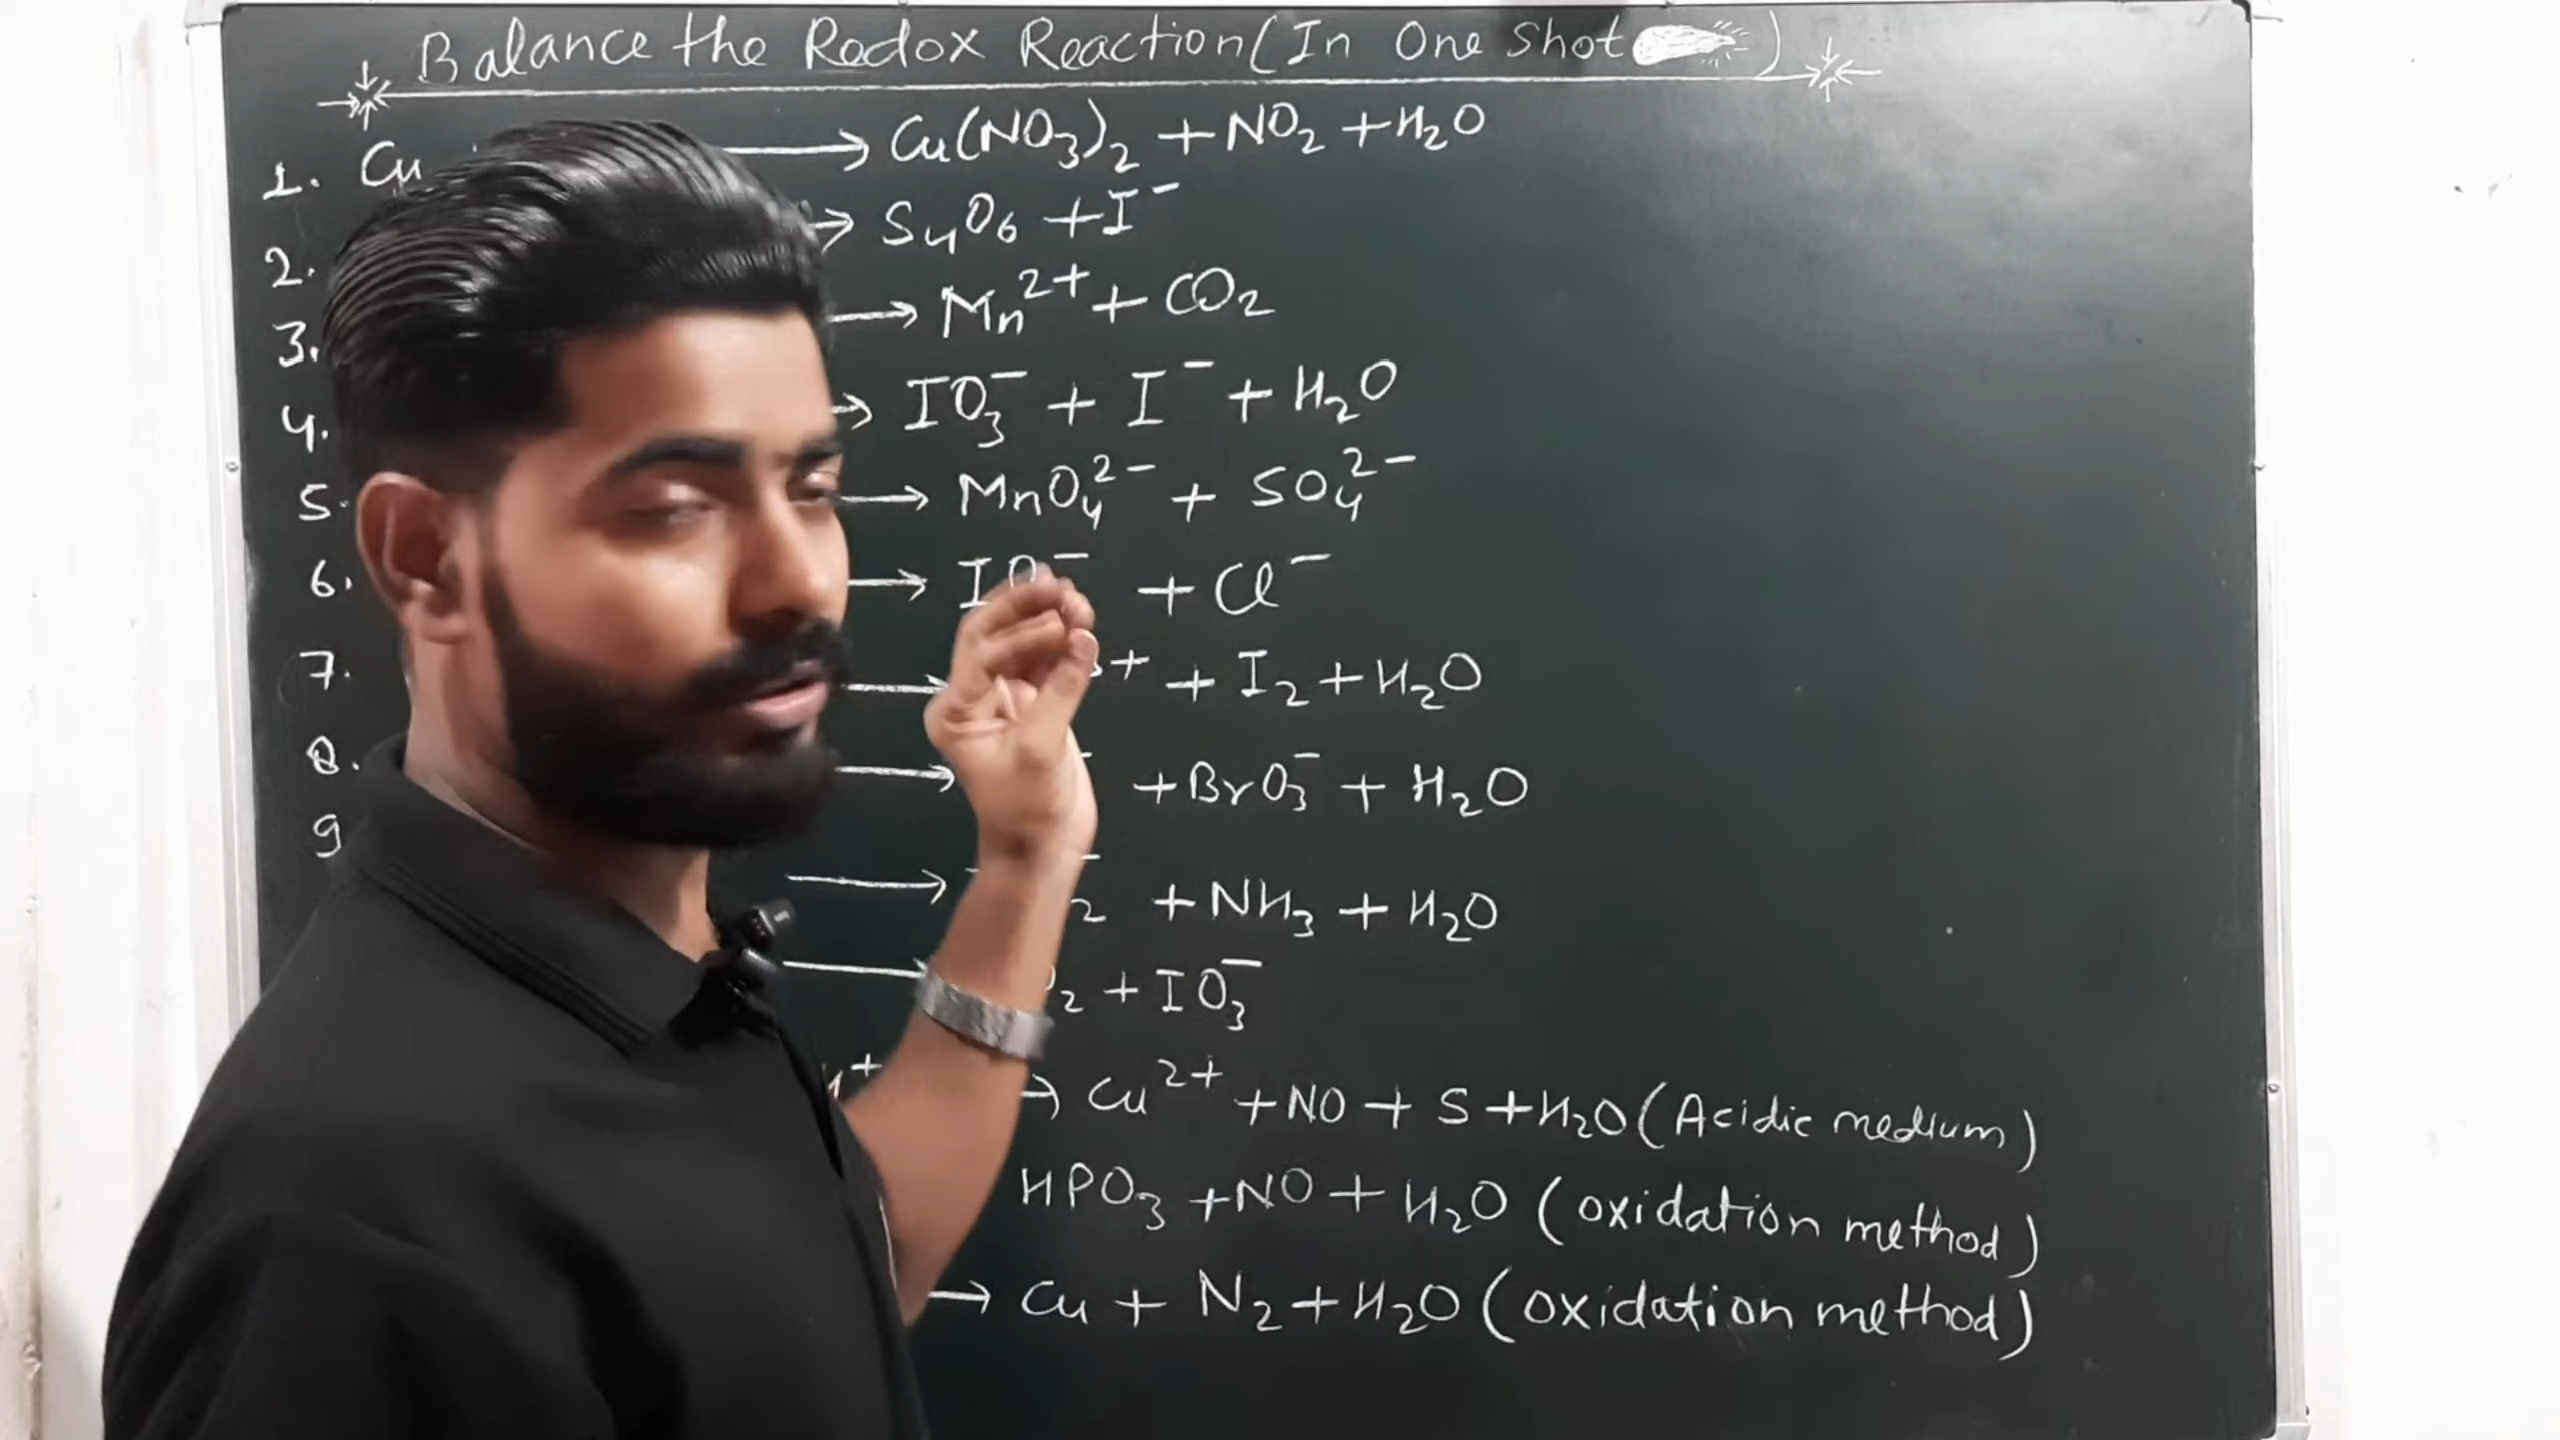 Balance the Redox Reaction (In One Shot)
1. Cu → Cu(NO₃)₂ + NO₂ + H₂O
2. → S₄O₆ + I⁻
3. → Mn²⁺ + CO₂
4. → IO₃⁻ + I⁻ + H₂O
5. → MnO₄²⁻ + SO₄²⁻
6. → IO⁻ + Cl⁻
7. → + I₂ + H₂O
8. → + BrO₃⁻ + H₂O
9 → ₂ + NH₃ + H₂O
→ ₂ + IO₃⁻
→ Cu²⁺ + NO + S + H₂O (Acidic medium)
HPO₃ + NO + H₂O (oxidation method)
→ Cu + N₂ + H₂O (oxidation method)